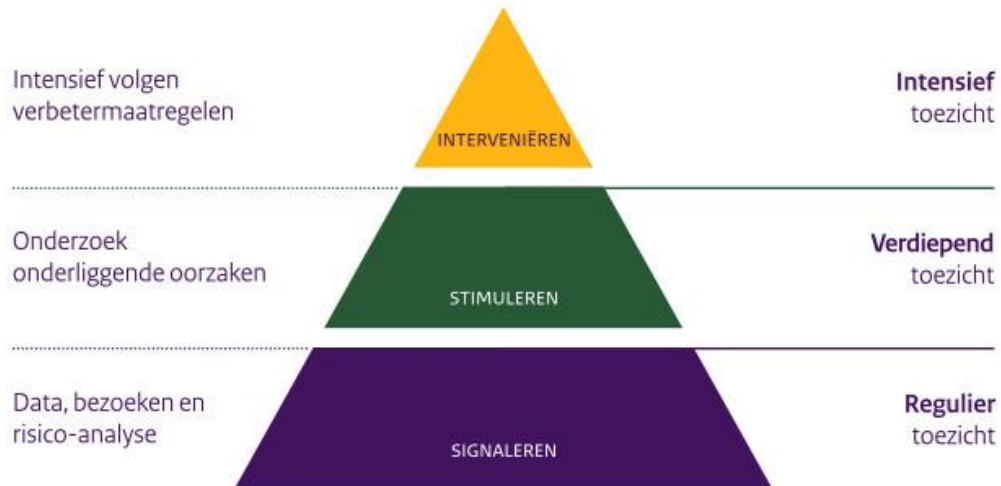 Intensief volgen
verbetermaatregelen
INTERVENIËREN
Intensief
toezicht
Onderzoek
onderliggende oorzaken
STIMULEREN
Verdiepend
toezicht
Data, bezoeken en
risico-analyse
SIGNALEREN
Regulier
toezicht